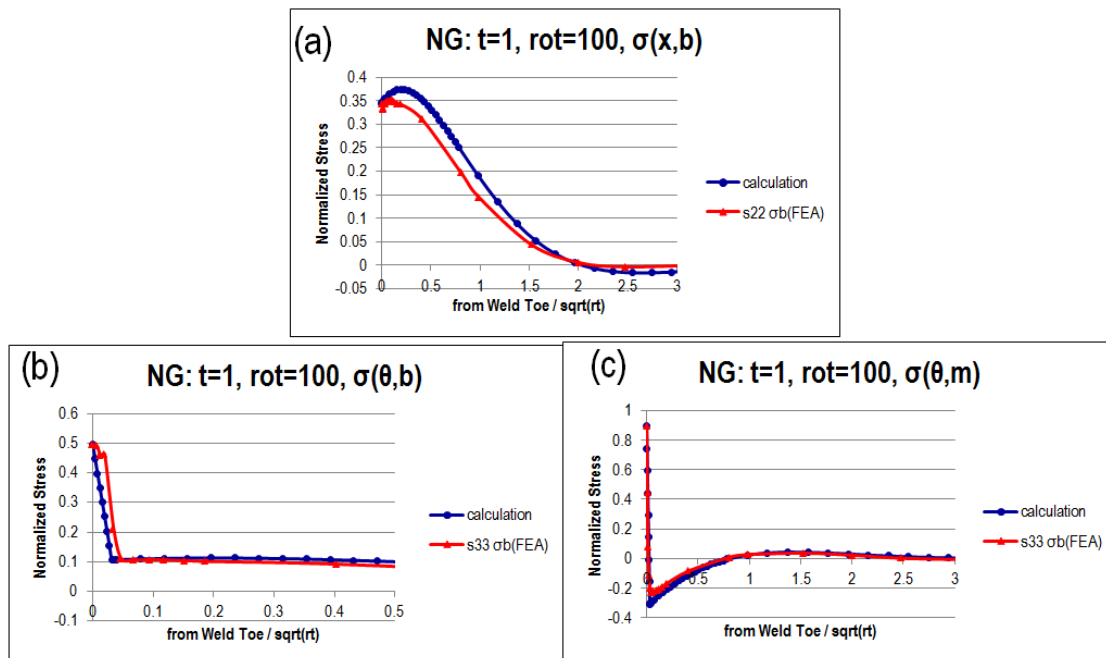 (a)
NG: t=1, rot=100, σ(x,b)
0.4
0.35
0.3
0.25
0.2
0.15
0.1
0.05
0
-0.05
Normalized Stress
0 0.5 1 1.5 2 2.5 3
from Weld Toe / sqrt(rt)
calculation
s22 σb(FEA)
(b)
NG: t=1, rot=100, σ(θ,b)
0.6
0.5
0.4
0.3
0.2
0.1
0
-0.1
Normalized Stress
0 0.1 0.2 0.3 0.4 0.5
from Weld Toe / sqrt(rt)
calculation
s33 σb(FEA)
(c)
NG: t=1, rot=100, σ(θ,m)
1
0.8
0.6
0.4
0.2
0
-0.2
-0.4
Normalized Stress
0 0.5 1 1.5 2 2.5 3
from Weld Toe / sqrt(rt)
calculation
s33 σb(FEA)